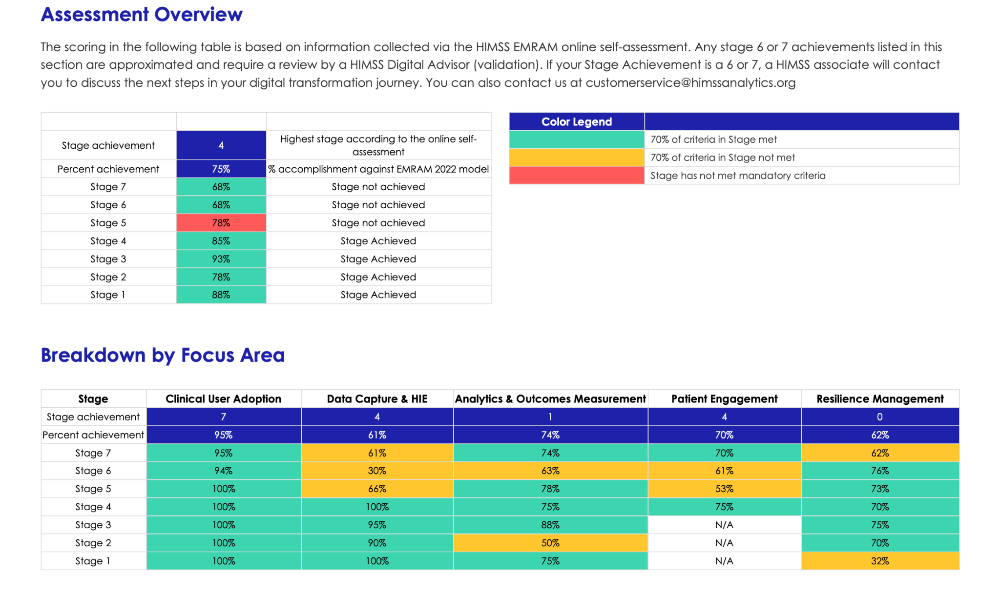 Assessment Overview
The scoring in the following table is based on information collected via the HIMSS EMRAM online self-assessment. Any stage 6 or 7 achievements listed in this
section are approximated and require a review by a HIMSS Digital Advisor (validation). If your Stage Achievement is a 6 or 7, a HIMSS associate will contact
you to discuss the next steps in your digital transformation journey. You can also contact us at customerservice@himssanalytics.org
Stage achievement 4 Highest stage according to the online self-
assessment
Percent achievement 75% % accomplishment against EMRAM 2022 model
Stage 7 68% Stage not achieved
Stage 6 68% Stage not achieved
Stage 5 78% Stage not achieved
Stage 4 85% Stage Achieved
Stage 3 93% Stage Achieved
Stage 2 78% Stage Achieved
Stage 1 88% Stage Achieved
Color Legend
70% of criteria in Stage met
70% of criteria in Stage not met
Stage has not met mandatory criteria
Breakdown by Focus Area
Stage Clinical User Adoption Data Capture & HIE Analytics & Outcomes Measurement Patient Engagement Resilience Management
Stage achievement 7 4 1 4 0
Percent achievement 95% 61% 74% 70% 62%
Stage 7 95% 61% 74% 70% 62%
Stage 6 94% 30% 63% 61% 76%
Stage 5 100% 66% 78% 53% 73%
Stage 4 100% 100% 75% 75% 70%
Stage 3 100% 95% 88% N/A 75%
Stage 2 100% 90% 50% N/A 70%
Stage 1 100% 100% 75% N/A 32%